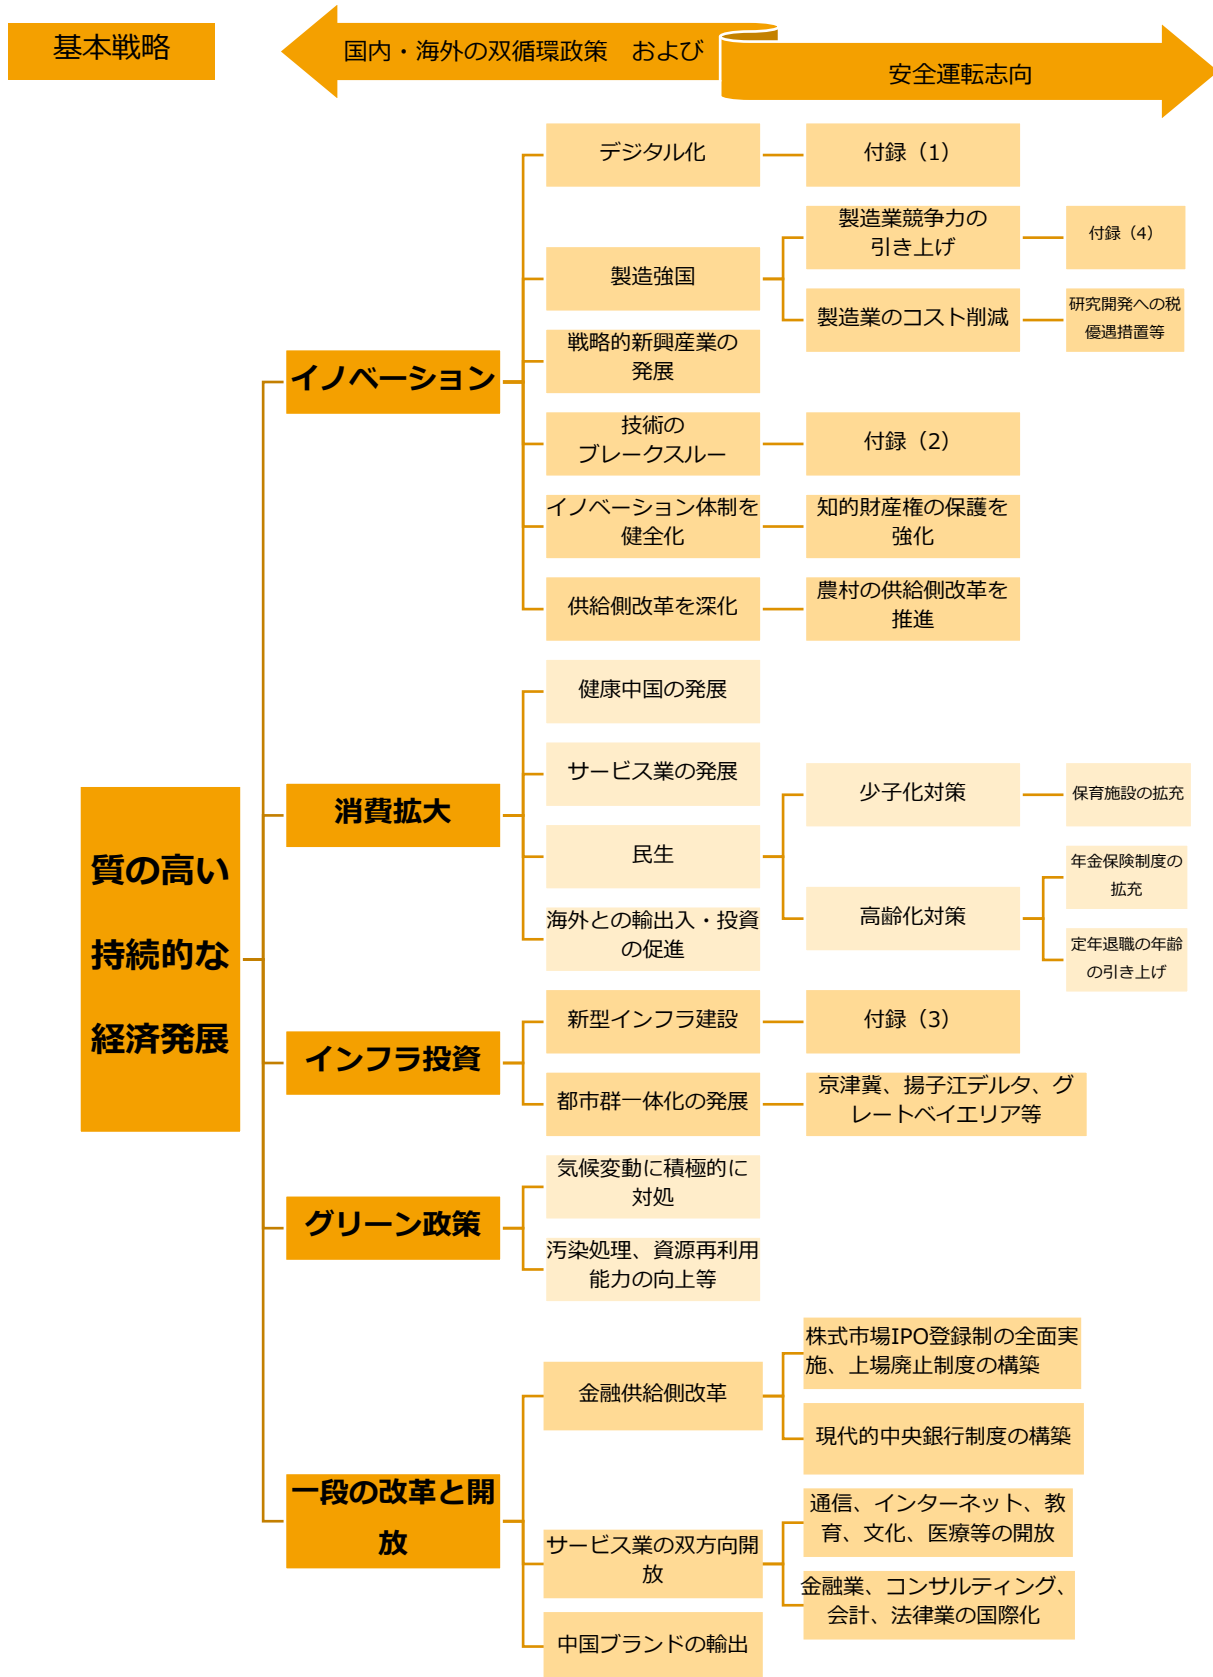 基本戦略
国内・海外の双循環政策　および
安全運転志向
質の高い
持続的な
経済発展
イノベーション
デジタル化
付録（1）
製造強国
製造業競争力の
引き上げ
付録（4）
製造業のコスト削減
研究開発への税
優遇措置等
戦略的新興産業の
発展
技術の
ブレークスルー
付録（2）
イノベーション体制を
健全化
知的財産権の保護を
強化
供給側改革を深化
農村の供給側改革を
推進
消費拡大
健康中国の発展
サービス業の発展
民生
少子化対策
保育施設の拡充
高齢化対策
年金保険制度の
拡充
定年退職の年齢
の引き上げ
海外との輸出入・投資
の促進
インフラ投資
新型インフラ建設
付録（3）
都市群一体化の発展
京津冀、揚子江デルタ、グ
レートベイエリア等
グリーン政策
気候変動に積極的に
対処
汚染処理、資源再利用
能力の向上等
一段の改革と開
放
金融供給側改革
株式市場IPO登録制の全面実
施、上場廃止制度の構築
現代的中央銀行制度の構築
サービス業の双方向開
放
通信、インターネット、教
育、文化、医療等の開放
金融業、コンサルティング、
会計、法律業の国際化
中国ブランドの輸出